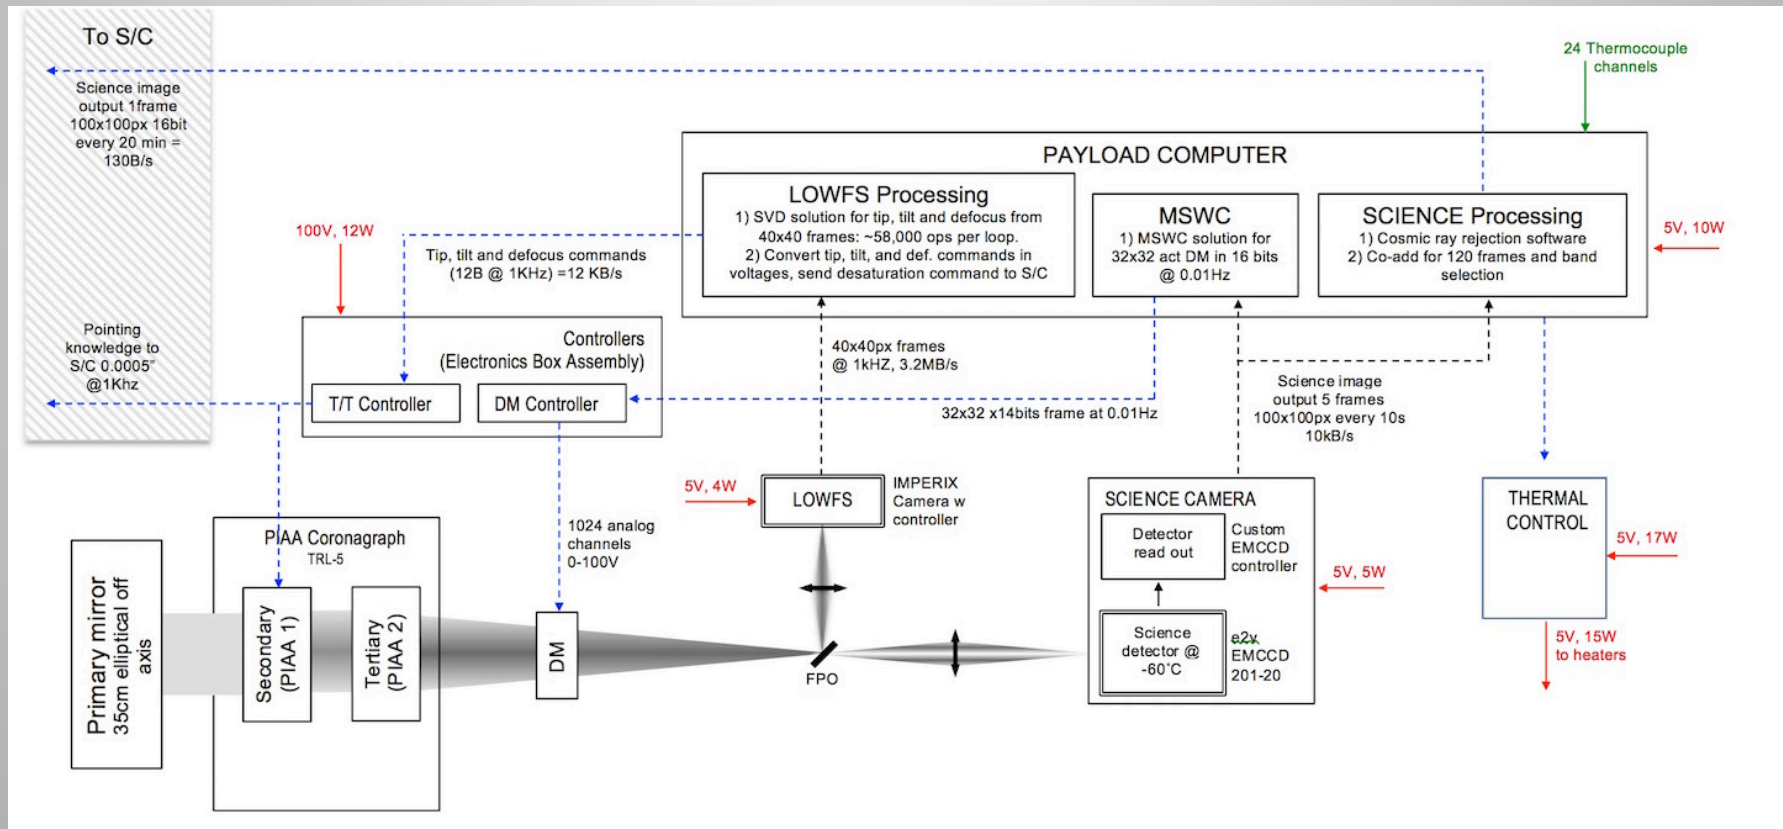 To S/C
Science image
output 1frame
100x100px 16bit
every 20 min =
130B/s
Pointing
knowledge to
S/C 0.0005"
@1Khz
24 Thermocouple
channels
PAYLOAD COMPUTER
LOWFS Processing
1) SVD solution for tip, tilt and defocus from
40x40 frames: ~58,000 ops per loop.
2) Convert tip, tilt, and def. commands in
voltages, send desaturation command to S/C
MSWC
1) MSWC solution for
32x32 act DM in 16 bits
@ 0.01Hz
SCIENCE Processing
1) Cosmic ray rejection software
2) Co-add for 120 frames and band
selection
5V, 10W
100V, 12W
Tip, tilt and defocus commands
(12B @ 1KHz) =12 KB/s
Controllers
(Electronics Box Assembly)
T/T Controller
DM Controller
40x40px frames
@ 1kHZ, 3.2MB/s
32x32 x14bits frame at 0.01Hz
Science image
output 5 frames
100x100px every 10s
10kB/s
5V, 4W
LOWFS
IMPERIX
Camera w
controller
SCIENCE CAMERA
Detector
read out
Custom
EMCCD
controller
Science
detector @
-60°C
e2v
EMCCD
201-20
5V, 5W
THERMAL
CONTROL
5V, 17W
5V, 15W
to heaters
1024 analog
channels
0-100V
PIAA Coronagraph
TRL-5
Primary mirror
35cm elliptical off
axis
Secondary
(PIAA 1)
Tertiary
(PIAA 2)
DM
FPO